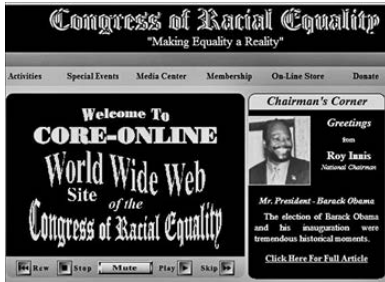 Congress of Racial Equality
"Making Equality a Reality"
Activities Special Events Media Center Membership On-Line Store Donate
Welcome To
CORE-ONLINE
World Wide Web
Site of the
Congress of Racial Equality
Rew Stop Mute Play Skip
Chairman's Corner
Greetings
from
Roy Innis
National Chairman
Mr. President - Barack Obama
The election of Barack Obama
and his inauguration were
tremendous historical moments.
Click Here For Full Article